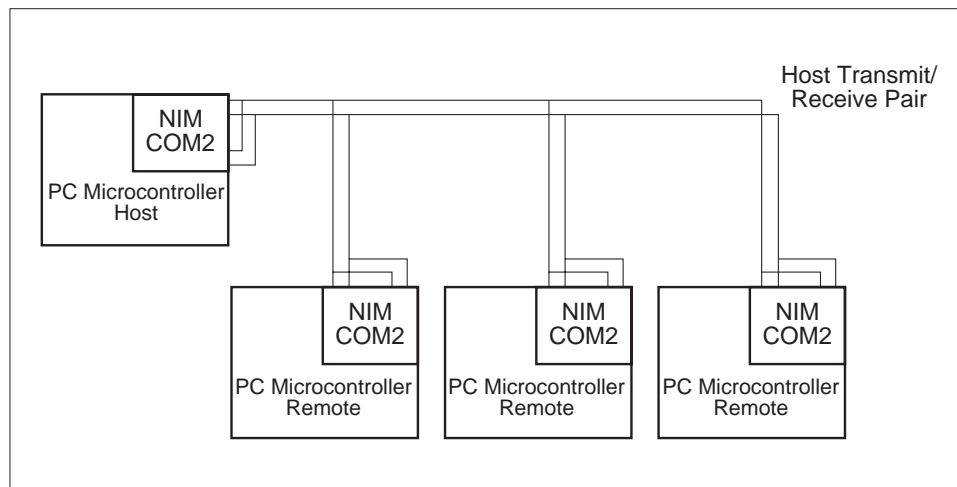 Host Transmit/
Receive Pair
NIM
COM2
PC Microcontroller
Host
NIM
COM2
PC Microcontroller
Remote
NIM
COM2
PC Microcontroller
Remote
NIM
COM2
PC Microcontroller
Remote